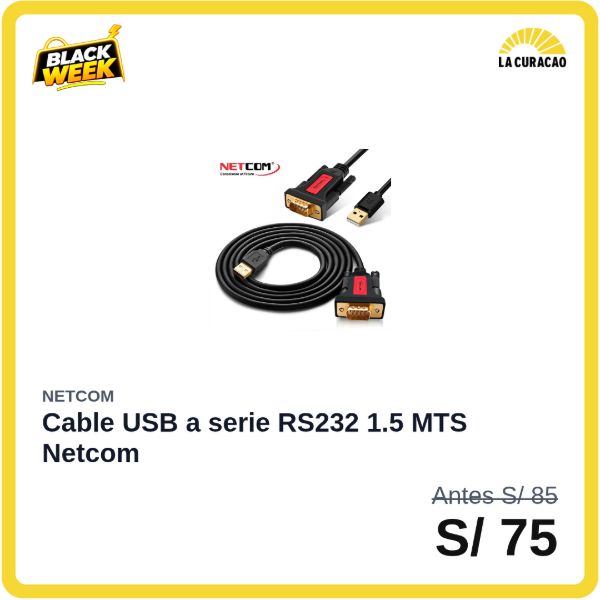 BLACK
WEEK
LA CURACAO
NETCOM
NETCOM
Cable USB a serie RS232 1.5 MTS
Netcom
Antes S/ 85
S/ 75